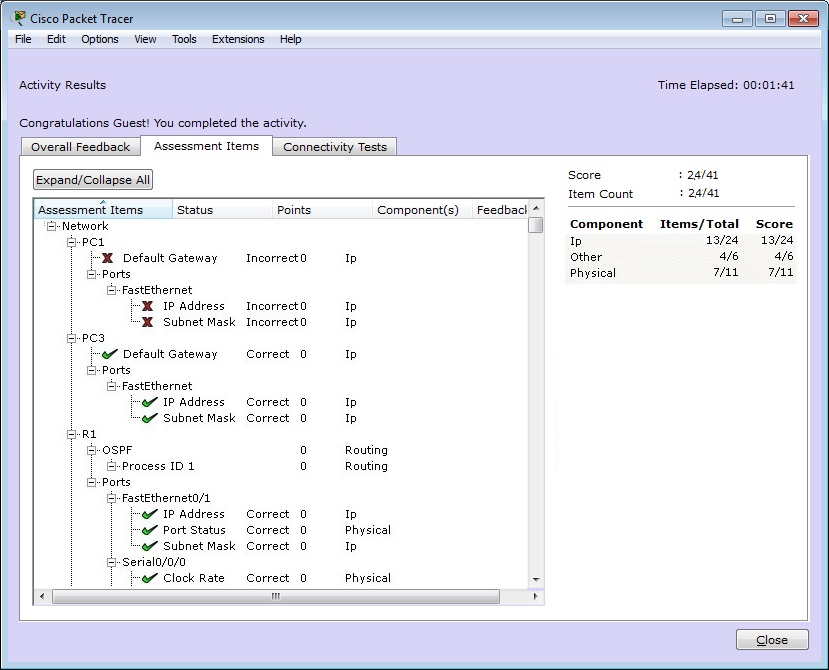 Cisco Packet Tracer
File Edit Options View Tools Extensions Help
Activity Results
Time Elapsed: 00:01:41
Congratulations Guest! You completed the activity.
Overall Feedback Assessment Items Connectivity Tests
Expand/Collapse All
Assessment Items Status Points Component(s) Feedback
Network
PC1
Default Gateway Incorrect 0 Ip
Ports
FastEthernet
IP Address Incorrect 0 Ip
Subnet Mask Incorrect 0 Ip
PC3
Default Gateway Correct 0 Ip
Ports
FastEthernet
IP Address Correct 0 Ip
Subnet Mask Correct 0 Ip
R1
OSPF 0 Routing
Process ID 1 0 Routing
Ports
FastEthernet0/1
IP Address Correct 0 Ip
Port Status Correct 0 Physical
Subnet Mask Correct 0 Ip
Serial0/0/0
Clock Rate Correct 0 Physical
Score : 24/41
Item Count : 24/41
Component Items/Total Score
Ip 13/24 13/24
Other 4/6 4/6
Physical 7/11 7/11
Close